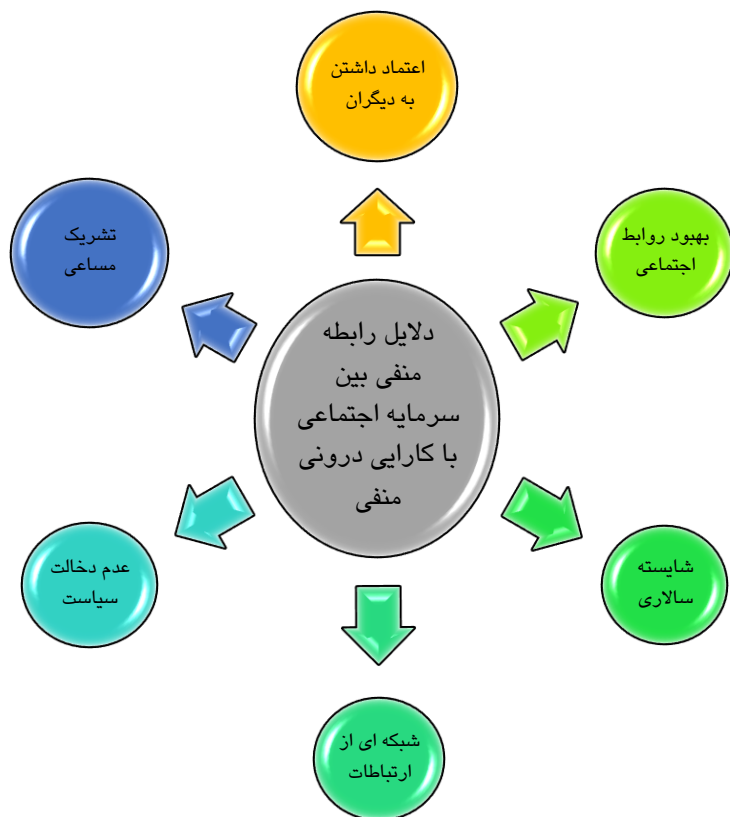 اعتماد داشتن
به دیگران
بهبود روابط
اجتماعی
تشریک
مساعی
دلایل رابطه
منفی بین
سرمایه اجتماعی
با کارایی درونی
منفی
شایسته
سالاری
عدم دخالت
سیاست
شبکه ای از
ارتباطات